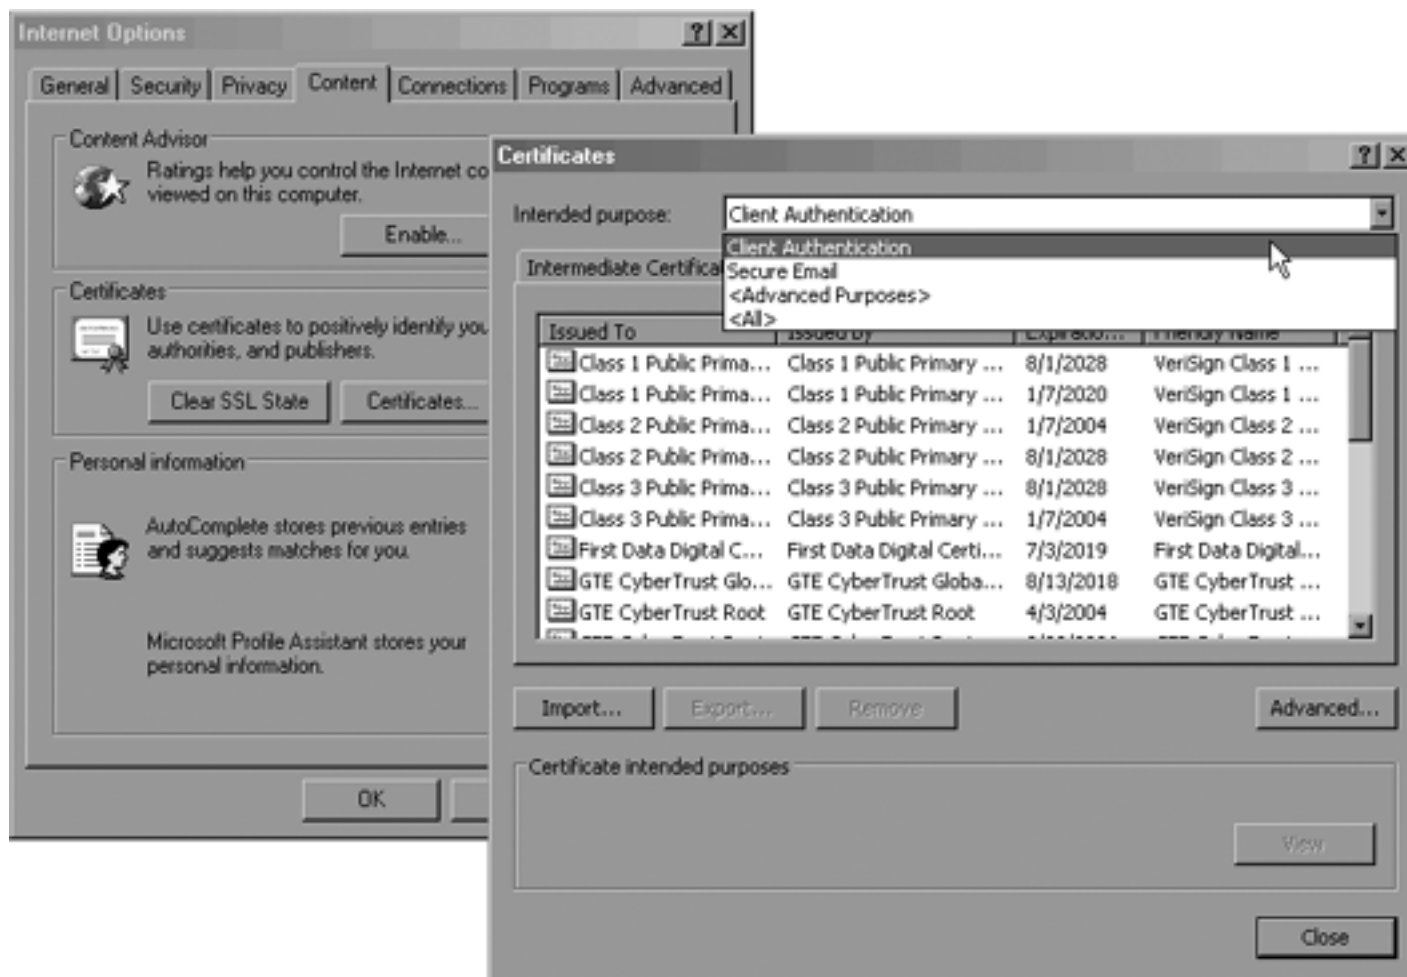 Internet Options
General Security Privacy Content Connections Programs Advanced
Content Advisor
Ratings help you control the Internet co
viewed on this computer.
Enable...
Certificates
Use certificates to positively identify you
authorities, and publishers.
Clear SSL State Certificates...
Personal information
AutoComplete stores previous entries
and suggests matches for you.
Microsoft Profile Assistant stores your
personal information.
OK
Certificates
Intended purpose: Client Authentication
Client Authentication
Secure Email
<Advanced Purposes>
<All>
Intermediate Certifica
Issued To Issued By Expiratio... Friendly Name
Class 1 Public Prima... Class 1 Public Primary ... 8/1/2028 VeriSign Class 1 ...
Class 1 Public Prima... Class 1 Public Primary ... 1/7/2020 VeriSign Class 1 ...
Class 2 Public Prima... Class 2 Public Primary ... 1/7/2004 VeriSign Class 2 ...
Class 2 Public Prima... Class 2 Public Primary ... 8/1/2028 VeriSign Class 2 ...
Class 3 Public Prima... Class 3 Public Primary ... 8/1/2028 VeriSign Class 3 ...
Class 3 Public Prima... Class 3 Public Primary ... 1/7/2004 VeriSign Class 3 ...
First Data Digital C... First Data Digital Certi... 7/3/2019 First Data Digital...
GTE CyberTrust Glo... GTE CyberTrust Globa... 8/13/2018 GTE CyberTrust ...
GTE CyberTrust Root GTE CyberTrust Root 4/3/2004 GTE CyberTrust ...
Import... Export... Remove Advanced...
Certificate intended purposes
View
Close